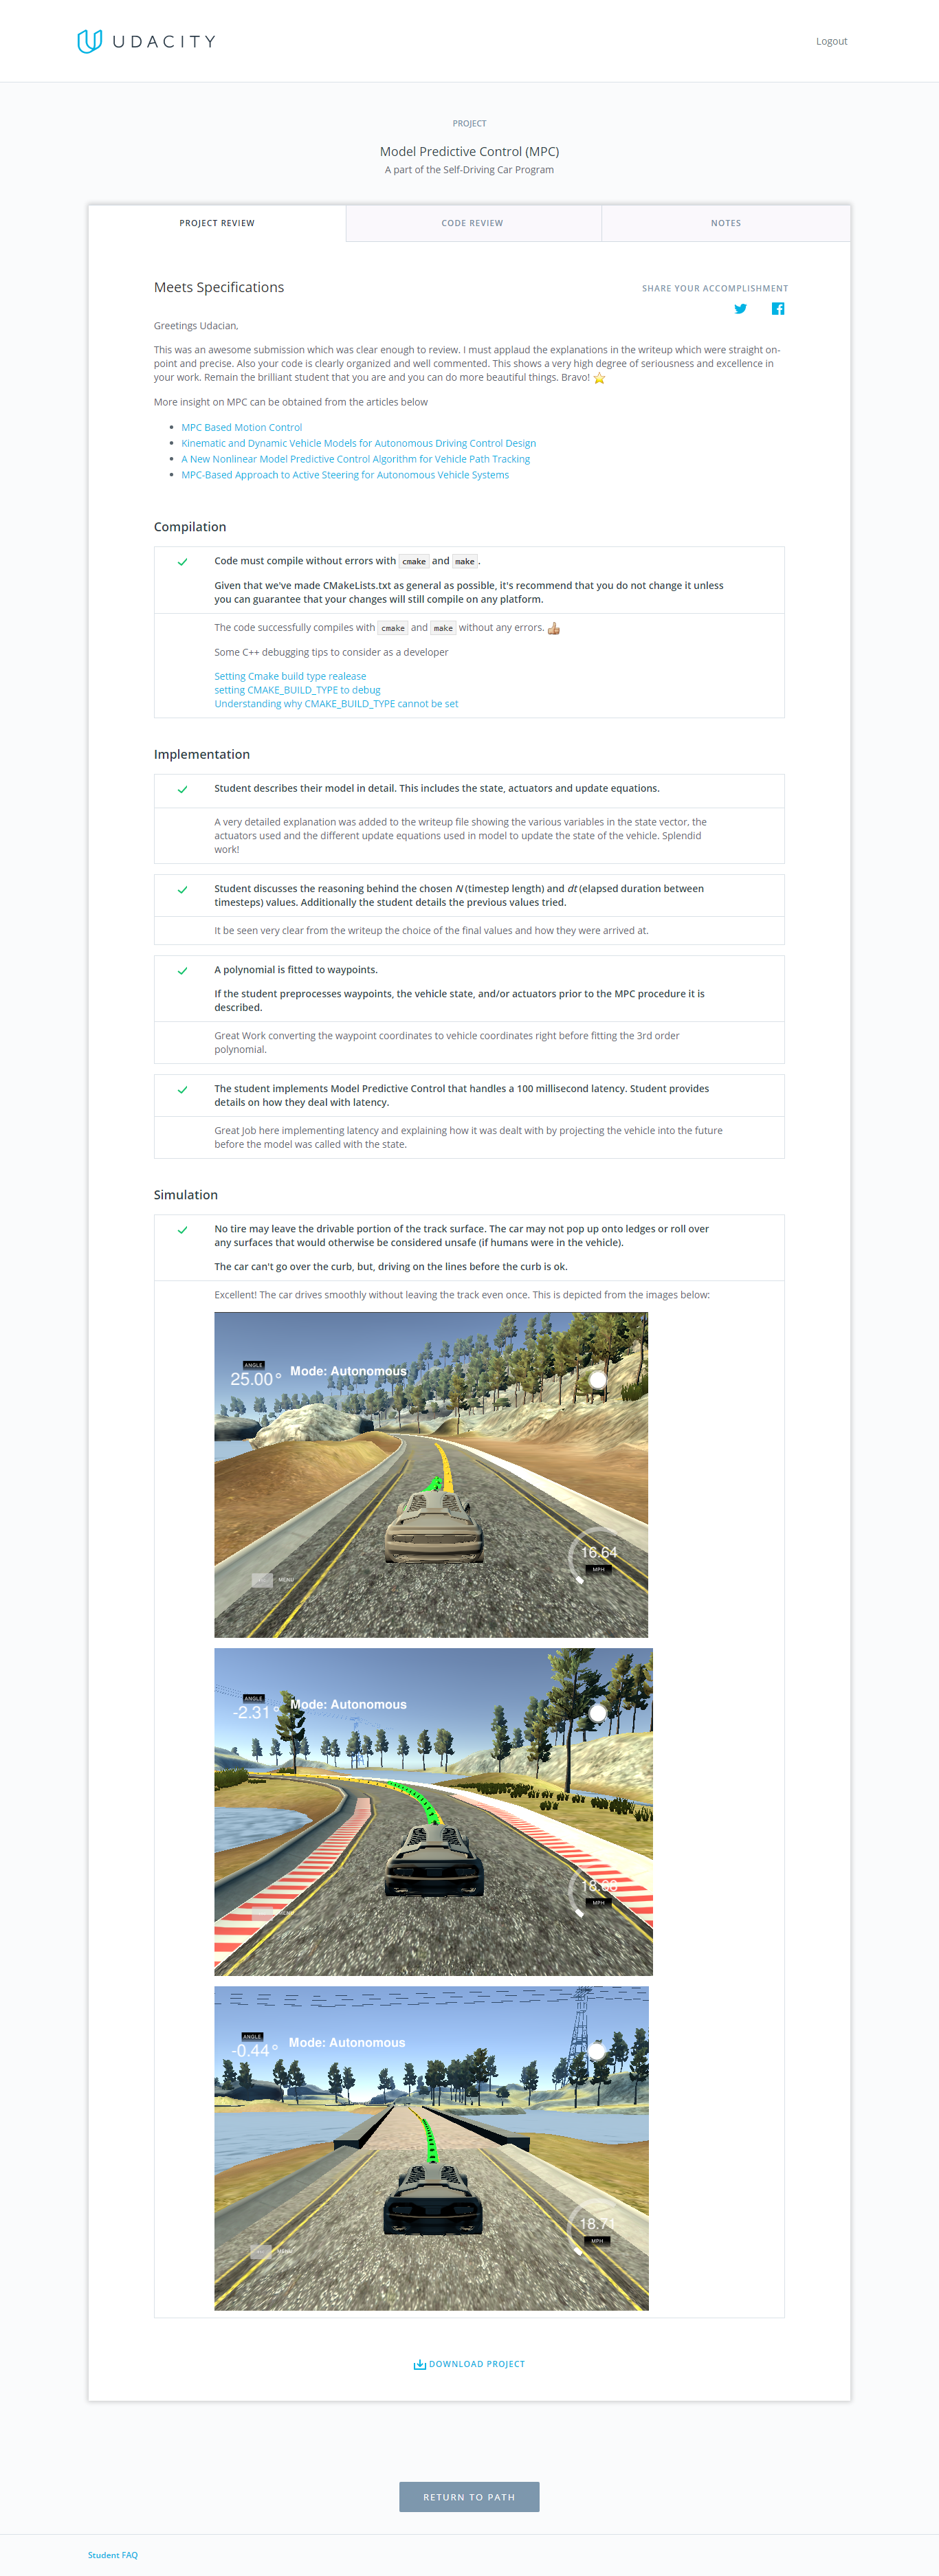 UDACITY
Logout
PROJECT
Model Predictive Control (MPC)
A part of the Self-Driving Car Program
PROJECT REVIEW
CODE REVIEW
NOTES
Meets Specifications
SHARE YOUR ACCOMPLISHMENT
Greetings Udacian,
This was an awesome submission which was clear enough to review. I must applaud the explanations in the writeup which were straight on-
point and precise. Also your code is clearly organized and well commented. This shows a very high degree of seriousness and excellence in
your work. Remain the brilliant student that you are and you can do more beautiful things. Bravo! ⭐
More insight on MPC can be obtained from the articles below
• MPC Based Motion Control
• Kinematic and Dynamic Vehicle Models for Autonomous Driving Control Design
• A New Nonlinear Model Predictive Control Algorithm for Vehicle Path Tracking
• MPC-Based Approach to Active Steering for Autonomous Vehicle Systems
Compilation
Code must compile without errors with cmake and make.
Given that we've made CMakeLists.txt as general as possible, it's recommend that you do not change it unless
you can guarantee that your changes will still compile on any platform.
The code successfully compiles with cmake and make without any errors. 👍
Some C++ debugging tips to consider as a developer
Setting Cmake build type realease
setting CMAKE_BUILD_TYPE to debug
Understanding why CMAKE_BUILD_TYPE cannot be set
Implementation
Student describes their model in detail. This includes the state, actuators and update equations.
A very detailed explanation was added to the writeup file showing the various variables in the state vector, the
actuators used and the different update equations used in model to update the state of the vehicle. Splendid
work!
Student discusses the reasoning behind the chosen N (timestep length) and dt (elapsed duration between
timesteps) values. Additionally the student details the previous values tried.
It be seen very clear from the writeup the choice of the final values and how they were arrived at.
A polynomial is fitted to waypoints.
If the student preprocesses waypoints, the vehicle state, and/or actuators prior to the MPC procedure it is
described.
Great Work converting the waypoint coordinates to vehicle coordinates right before fitting the 3rd order
polynomial.
The student implements Model Predictive Control that handles a 100 millisecond latency. Student provides
details on how they deal with latency.
Great Job here implementing latency and explaining how it was dealt with by projecting the vehicle into the future
before the model was called with the state.
Simulation
No tire may leave the drivable portion of the track surface. The car may not pop up onto ledges or roll over
any surfaces that would otherwise be considered unsafe (if humans were in the vehicle).
The car can't go over the curb, but, driving on the lines before the curb is ok.
Excellent! The car drives smoothly without leaving the track even once. This is depicted from the images below:
ANGLE
25.00°
Mode: Autonomous
16.64
MPH
MENU
ANGLE
-2.31°
Mode: Autonomous
MPH
ANGLE
-0.44°
Mode: Autonomous
18.71
MPH
MENU
DOWNLOAD PROJECT
RETURN TO PATH
Student FAQ